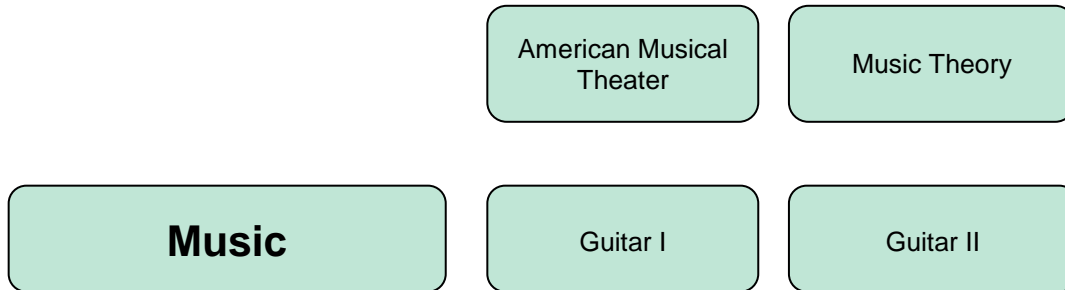 American Musical
Theater
Music Theory
Music
Guitar I
Guitar II